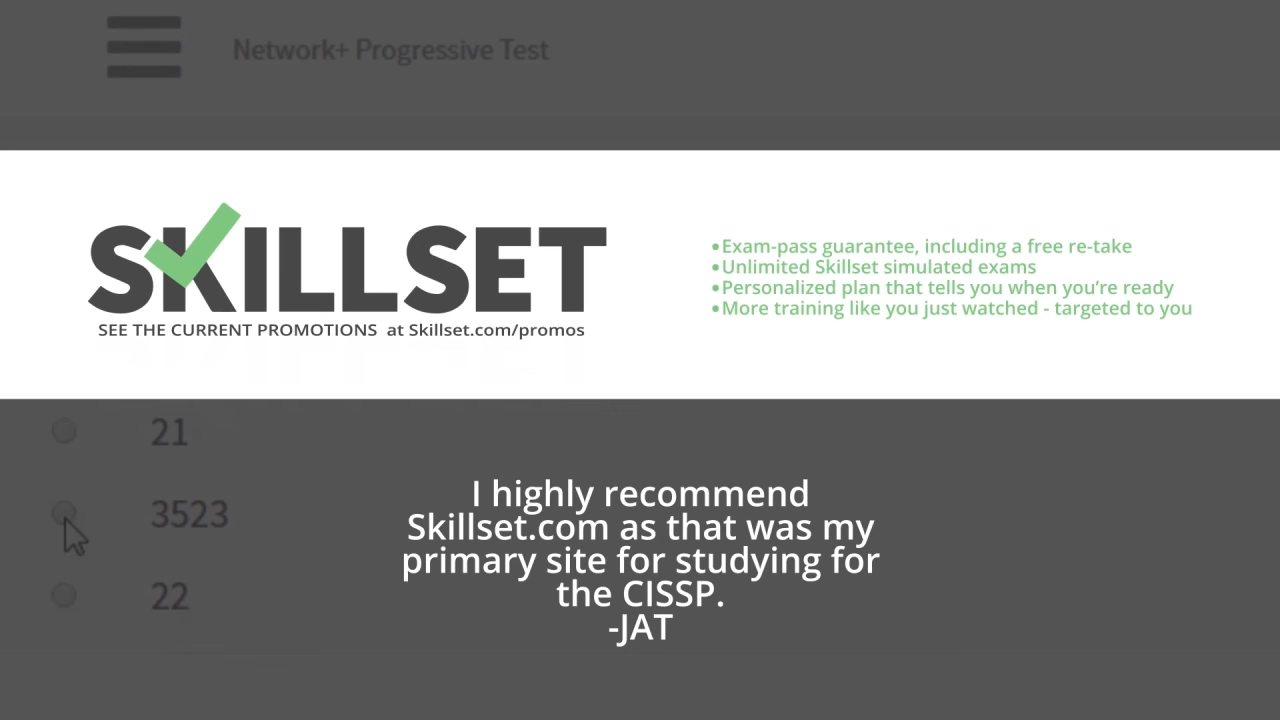 Network+ Progressive Test
SKILLSET
SEE THE CURRENT PROMOTIONS at Skillset.com/promos
•Exam-pass guarantee, including a free re-take
•Unlimited Skillset simulated exams
•Personalized plan that tells you when you’re ready
•More training like you just watched - targeted to you
21
3523
22
I highly recommend
Skillset.com as that was my
primary site for studying for
the CISSP.
-JAT